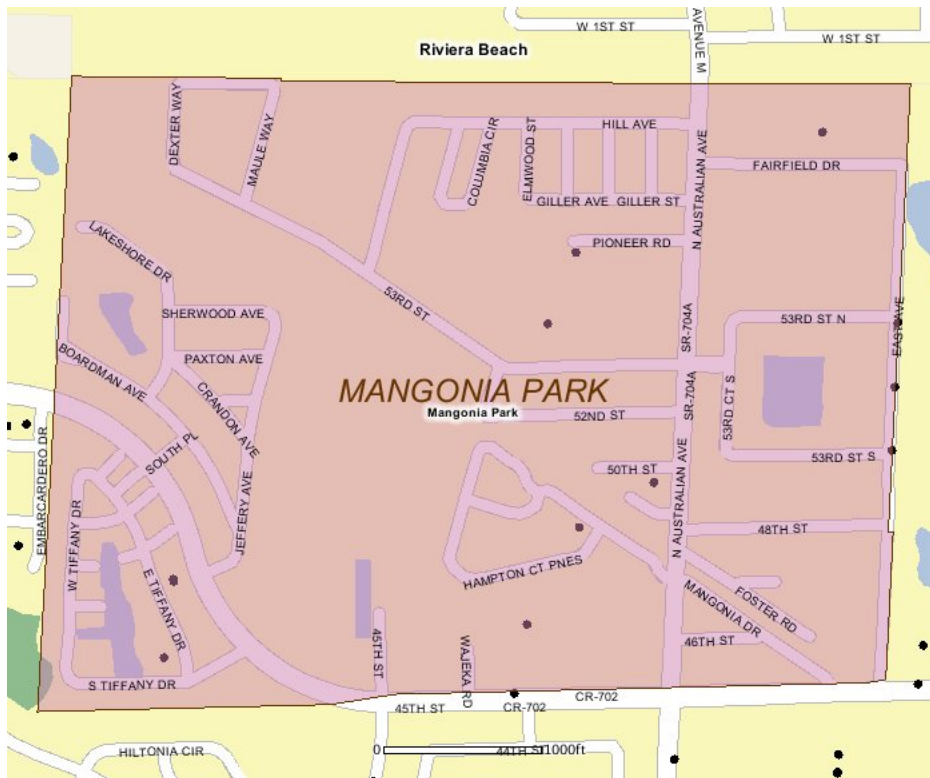 W 1ST ST
W 1ST ST
AVENUE M
Riviera Beach
DEXTER WAY
MAULE WAY
COLUMBIA CIR
ELMWOOD ST
HILL AVE
N AUSTRALIAN AVE
FAIRFIELD DR
GILLER AVE
GILLER ST
PIONEER RD
LAKESHORE DR
53RD ST
SHERWOOD AVE
SR-704A
53RD ST N
EAST AVE
BOARDMAN AVE
PAXTON AVE
CRANDON AVE
MANGONIA PARK
Mangonia Park
52ND ST
SR-704A
53RD CT S
EMBARCARDERO DR
SOUTH PL
JEFFERY AVE
50TH ST
N AUSTRALIAN AVE
53RD ST S
W TIFFANY DR
E TIFFANY DR
48TH ST
HAMPTON CT PNES
MANGONIA DR
FOSTER RD
45TH ST
WAJEKA RD
46TH ST
S TIFFANY DR
45TH ST
CR-702
CR-702
HILTONIA CIR
0
44TH ST
1000ft